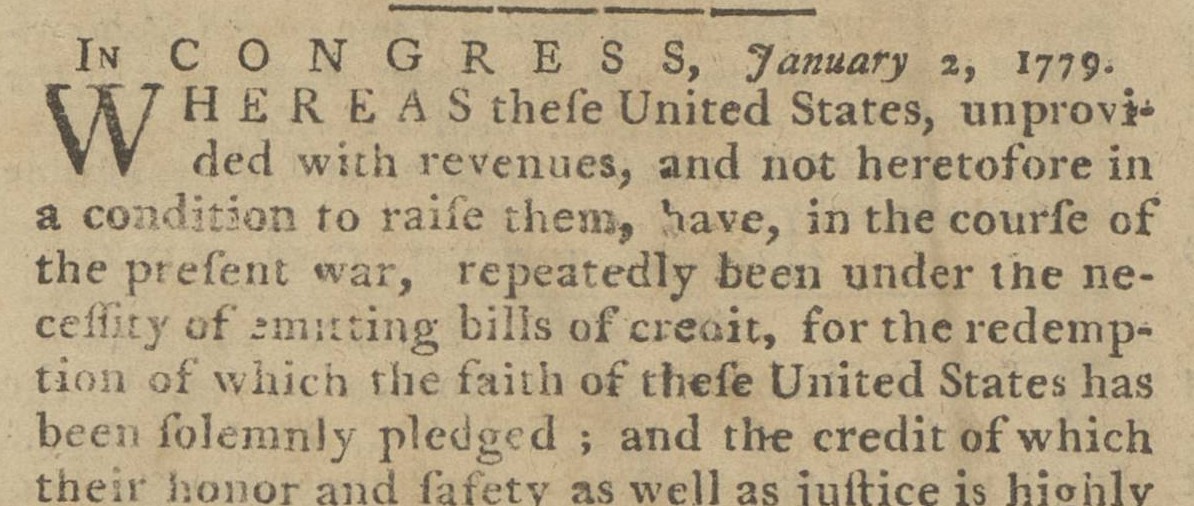 IN CONGRESS, January 2, 1779.
WHEREAS theſe United States, unprovi-
ded with revenues, and not heretofore in
a condition to raiſe them, have, in the courſe of
the preſent war, repeatedly been under the ne-
ceſſity of emitting bills of credit, for the redemp-
tion of which the faith of theſe United States has
been ſolemnly pledged ; and the credit of which
their honor and ſafety as well as juſtice is highly